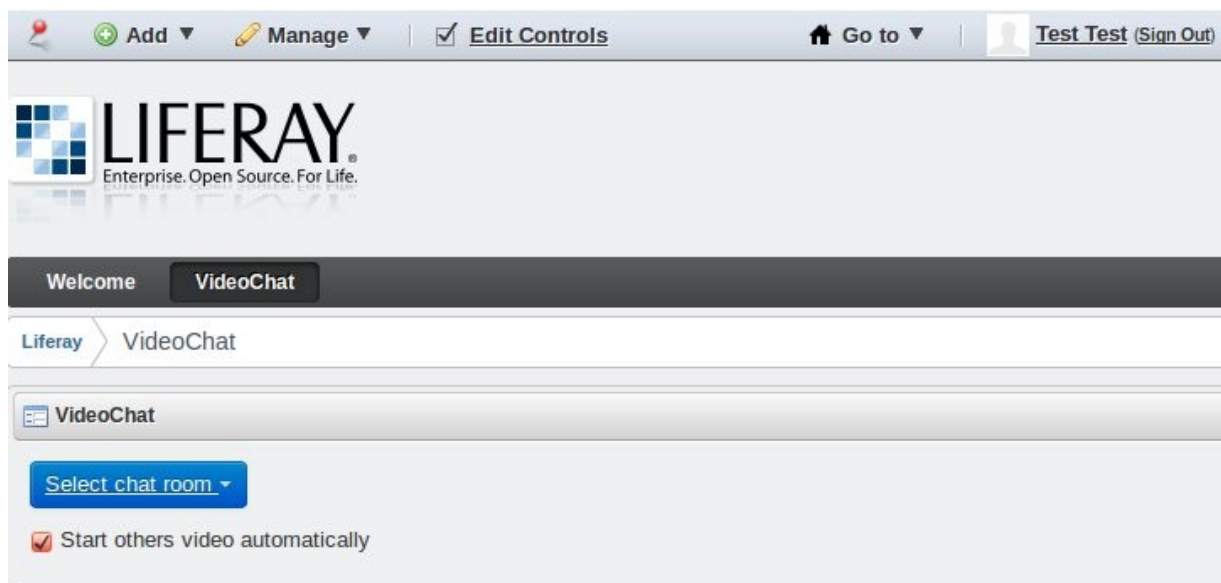 Add Manage Edit Controls Go to Test Test (Sign Out)
LIFERAY®
Enterprise. Open Source. For Life.
Welcome VideoChat
Liferay VideoChat
VideoChat
Select chat room
Start others video automatically